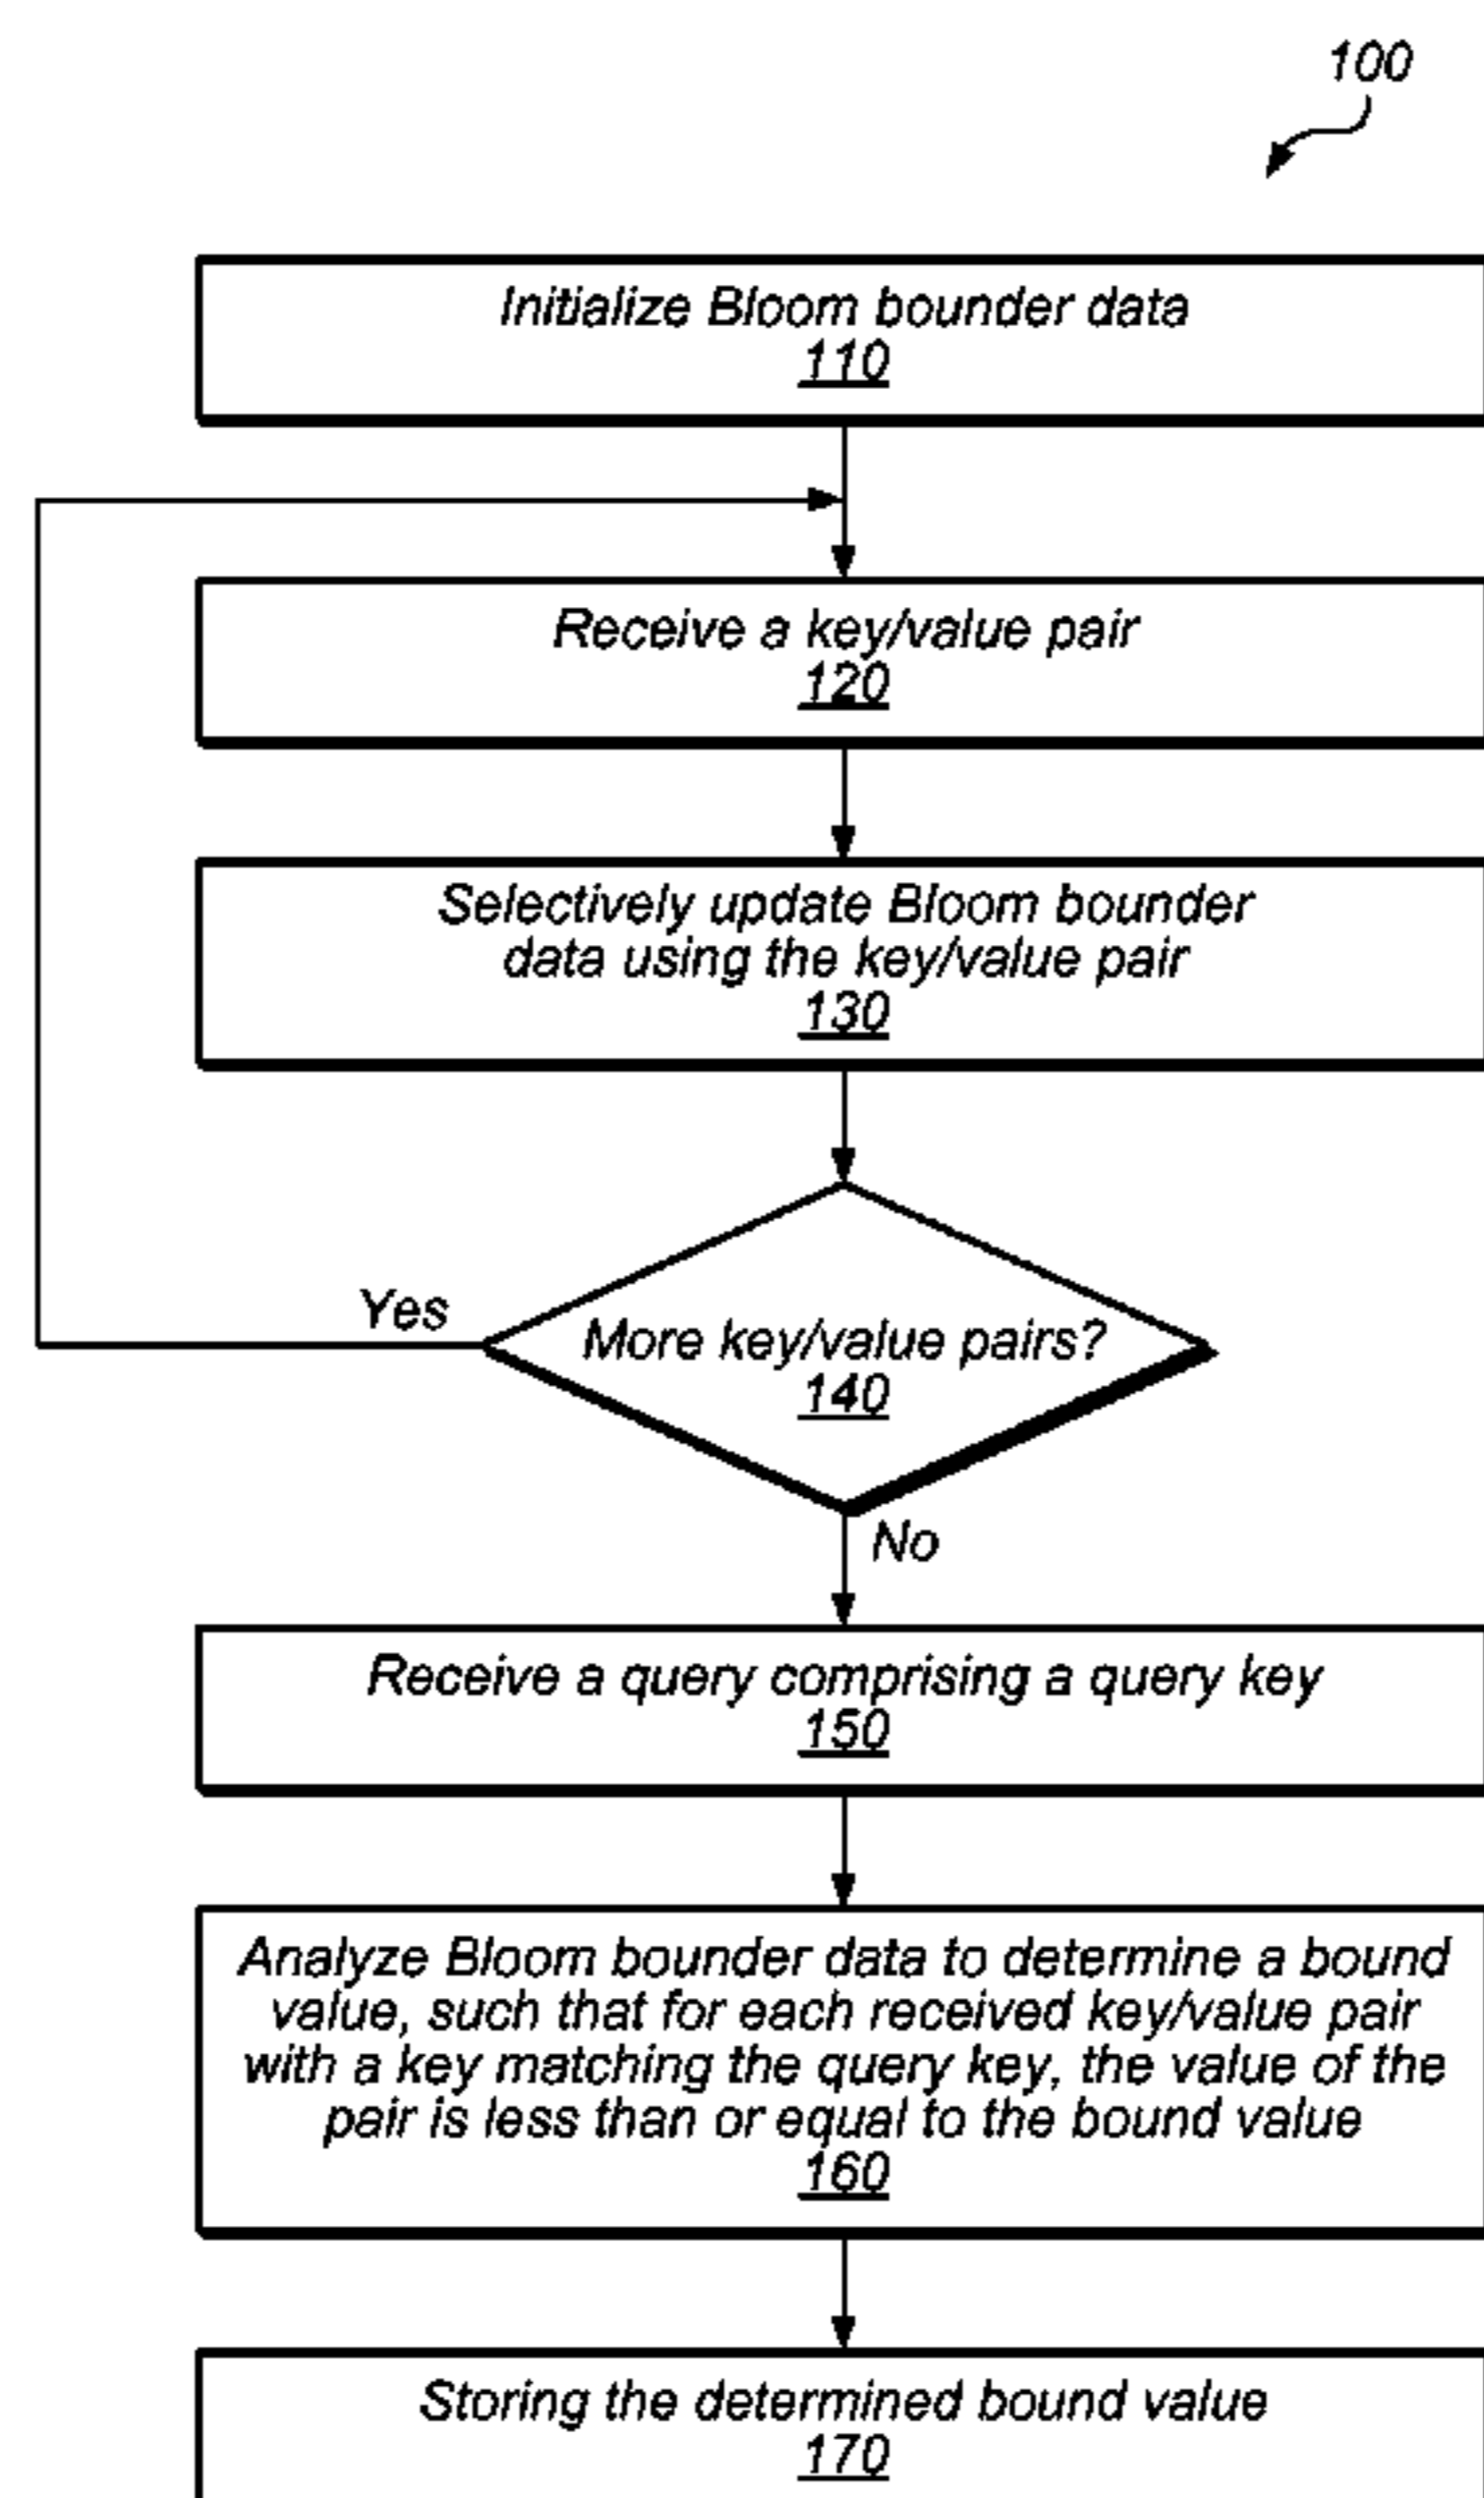 100
Initialize Bloom bounder data
110
Receive a key/value pair
120
Selectively update Bloom bounder
data using the key/value pair
130
Yes
More key/value pairs?
140
No
Receive a query comprising a query key
150
Analyze Bloom bounder data to determine a bound
value, such that for each received key/value pair
with a key matching the query key, the value of the
pair is less than or equal to the bound value
160
Storing the determined bound value
170